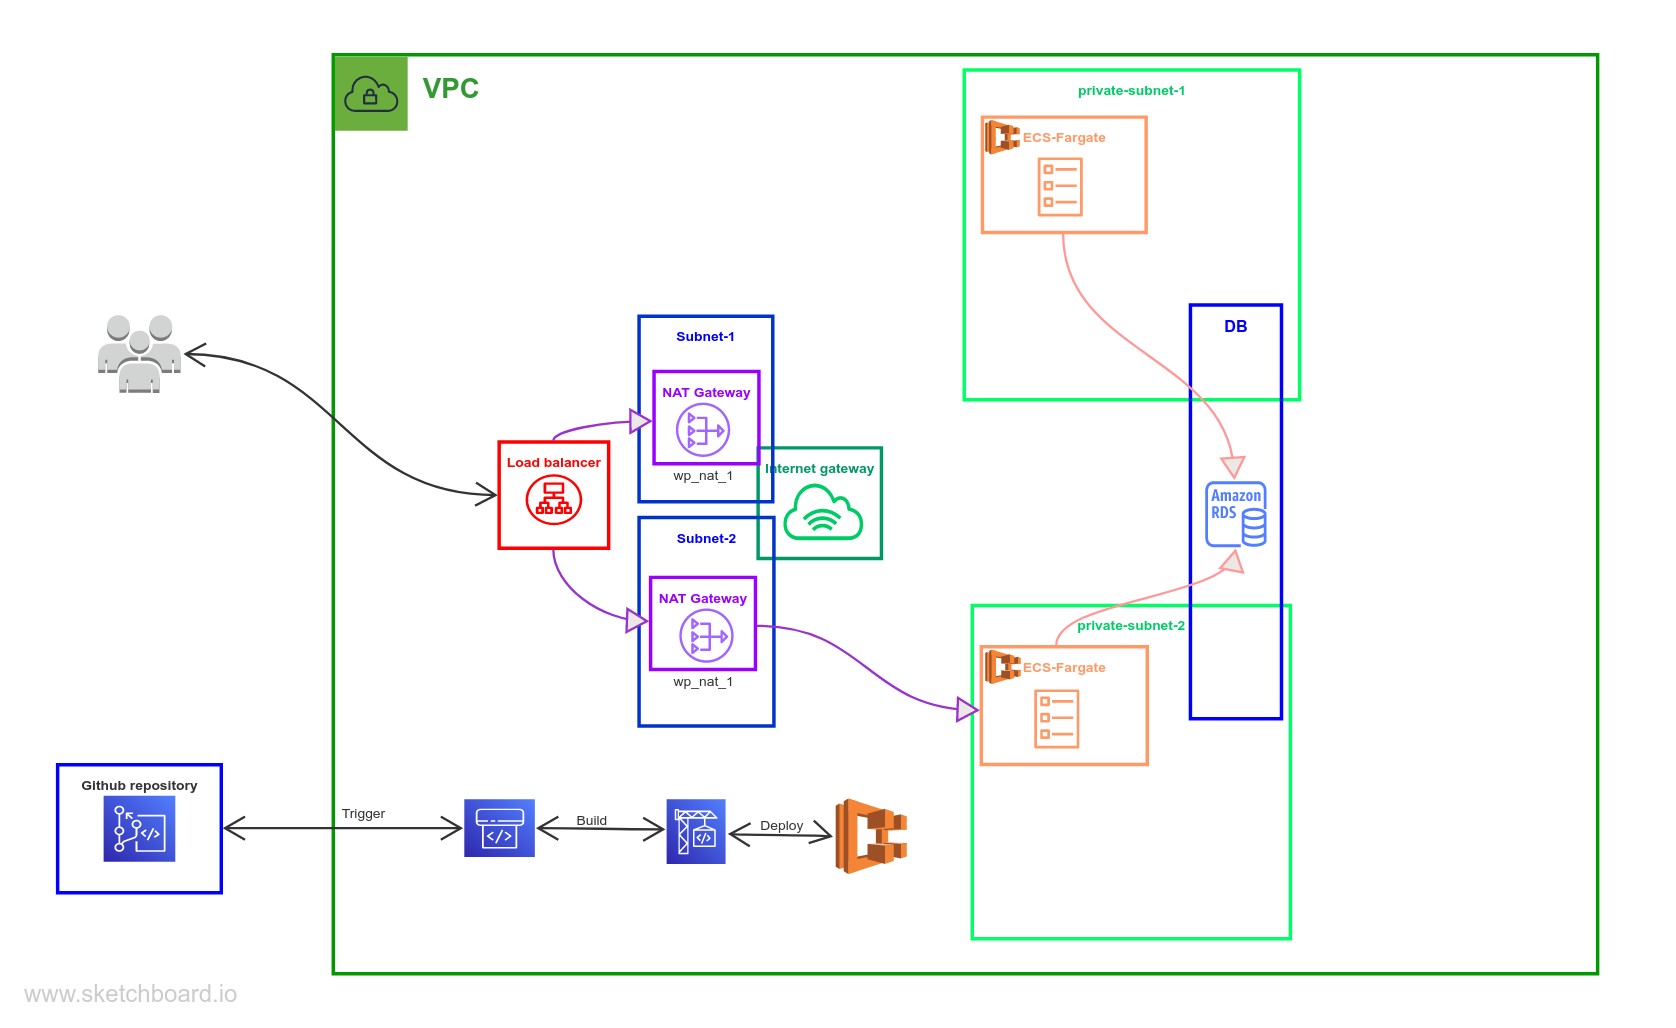 VPC
private-subnet-1
ECS-Fargate
DB
Subnet-1
NAT Gateway
wp_nat_1
Load balancer
Internet gateway
Amazon
RDS
Subnet-2
NAT Gateway
wp_nat_1
private-subnet-2
ECS-Fargate
Github repository
Trigger
Build
Deploy
www.sketchboard.io